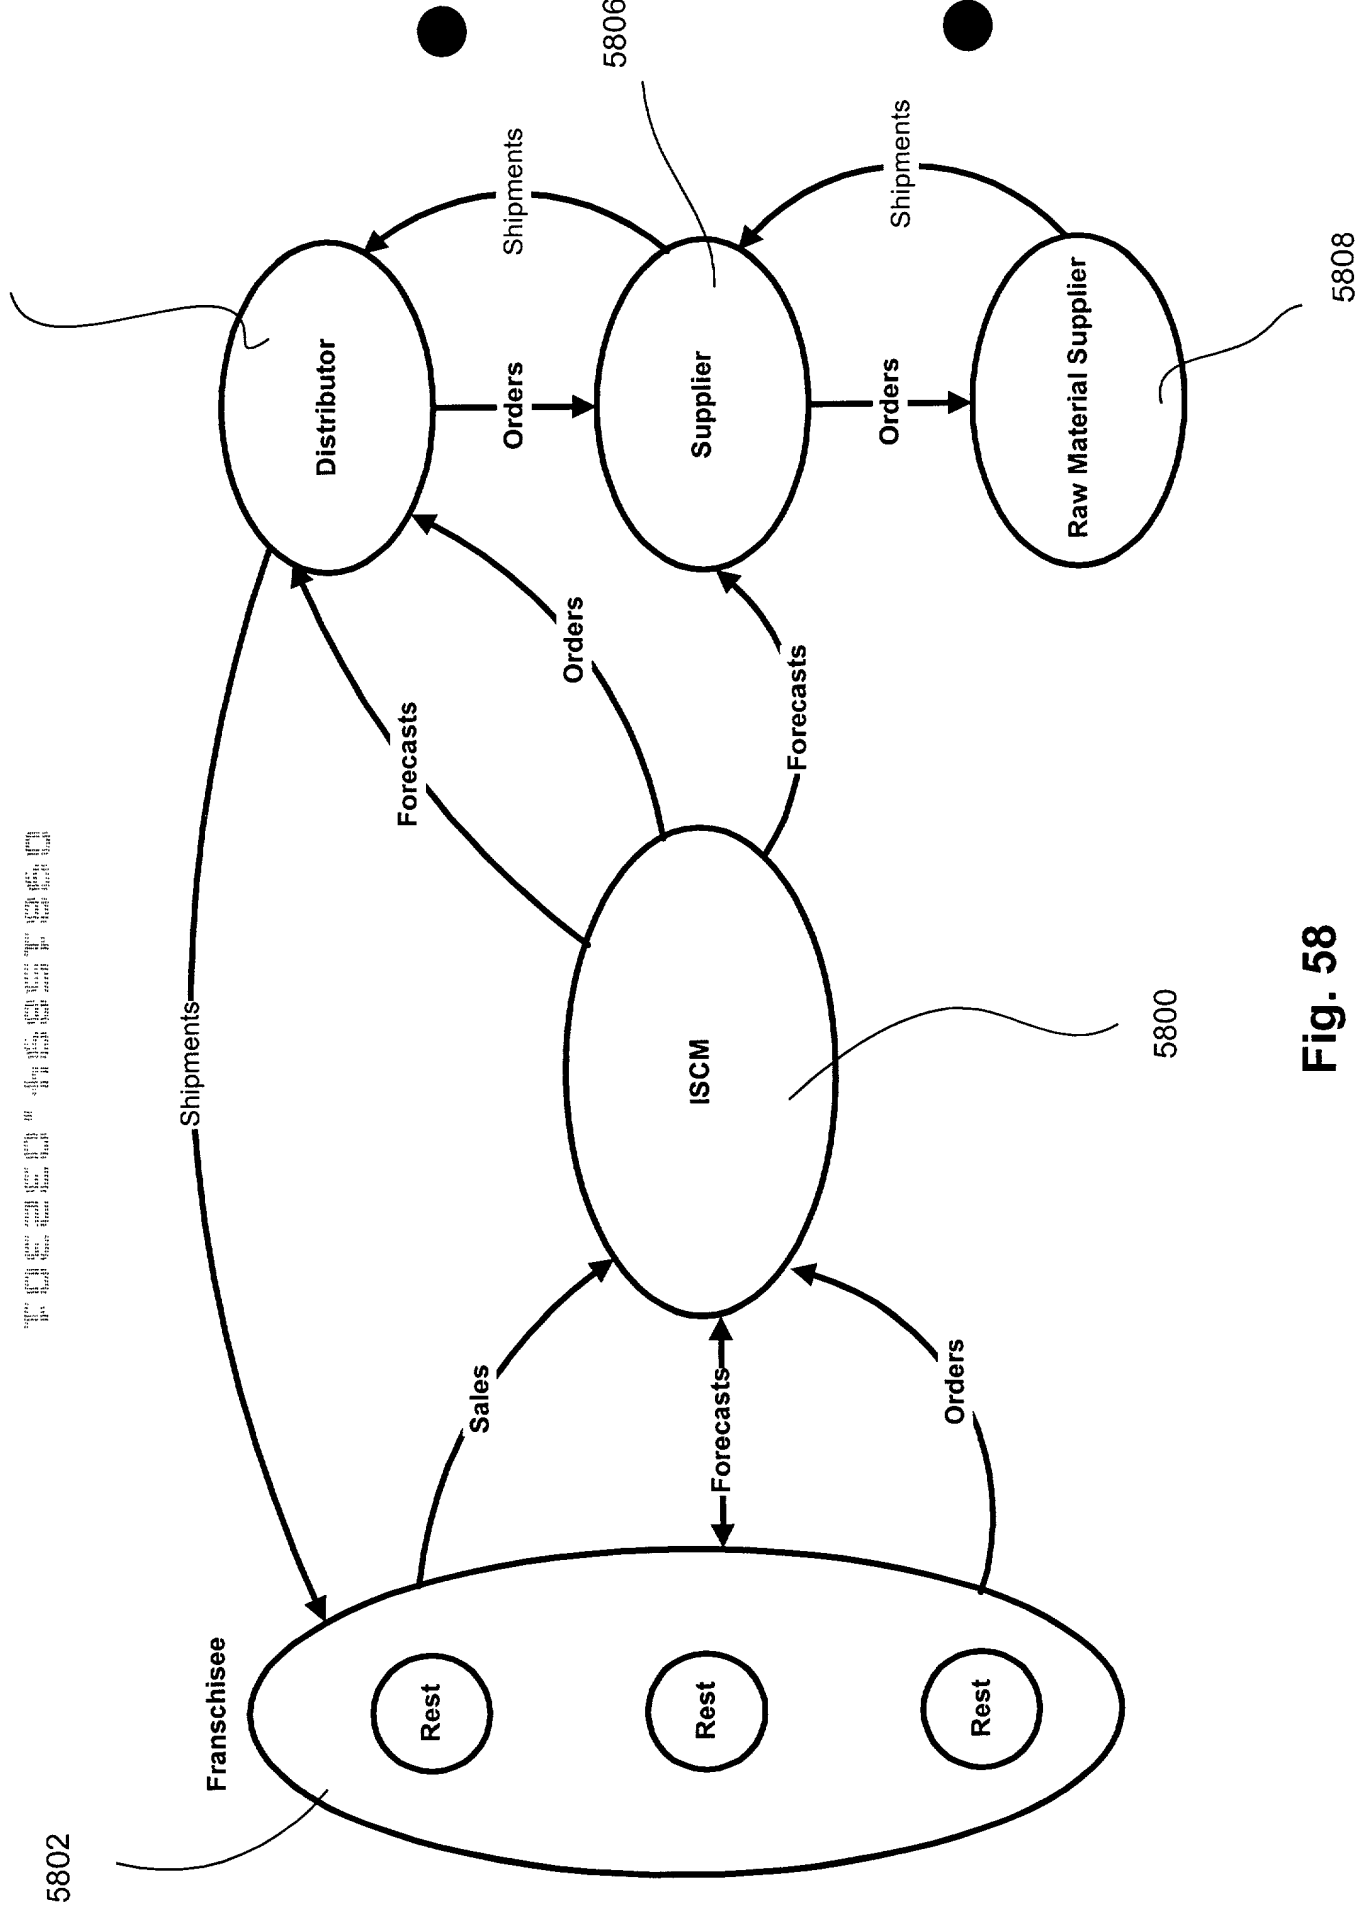 Shipments
Franschisee
5802
Rest
Rest
Rest
Sales
Forecasts
Orders
ISCM
5800
Forecasts
Orders
Forecasts
Distributor
Orders
Shipments
Supplier
5806
Orders
Shipments
Raw Material Supplier
5808
Fig. 58